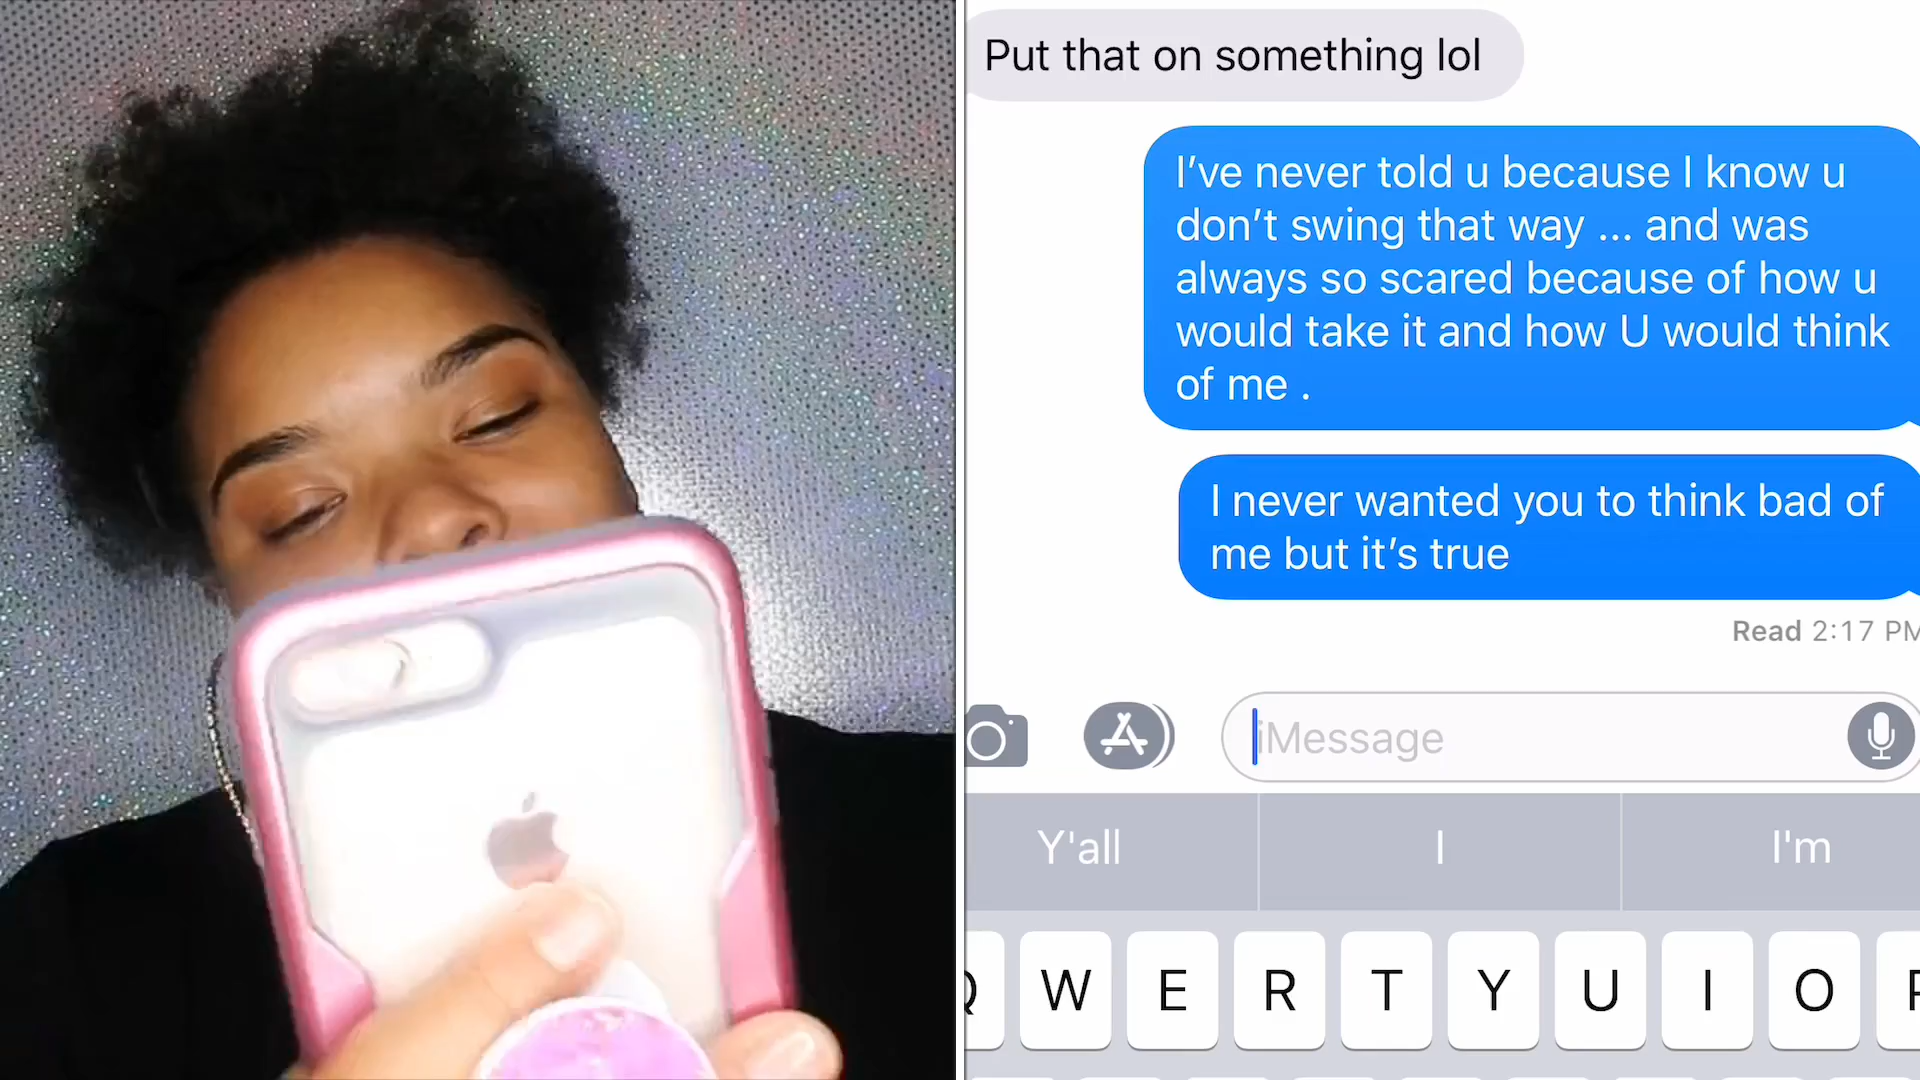 Put that on something lol
I’ve never told u because I know u
don’t swing that way ... and was
always so scared because of how u
would take it and how U would think
of me .
I never wanted you to think bad of
me but it’s true
Read 2:17 PM
iMessage
Y'all I I'm
Q W E R T Y U I O P